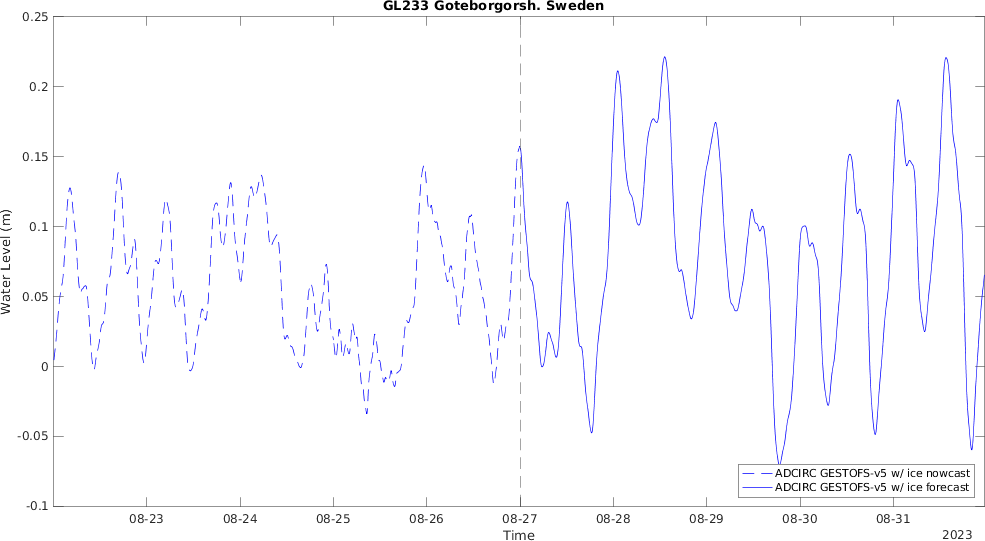 GL233 Goteborgorsh. Sweden
0.25
0.2
0.15
0.1
0.05
0
-0.05
-0.1
Water Level (m)
ADCIRC GESTOFS-v5 w/ ice nowcast
ADCIRC GESTOFS-v5 w/ ice forecast
08-23 08-24 08-25 08-26 08-27 08-28 08-29 08-30 08-31
Time
2023